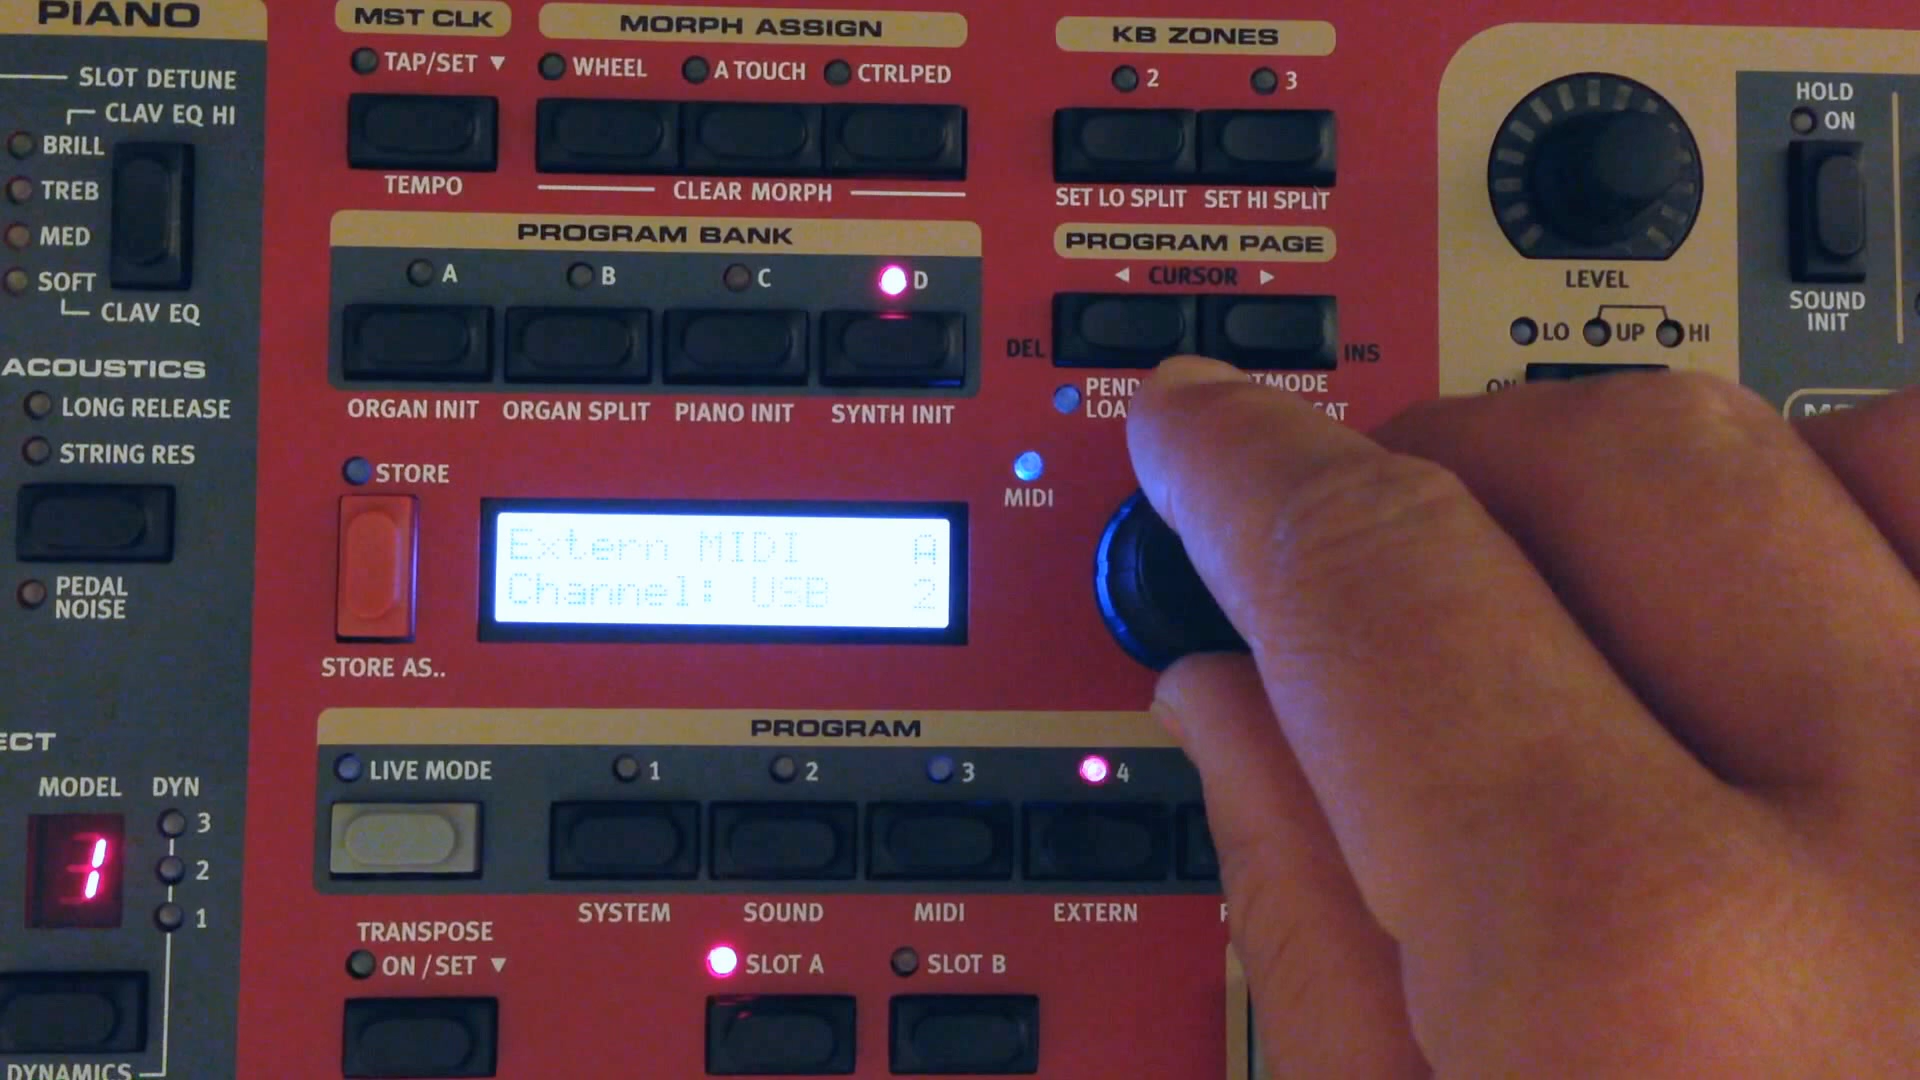 PIANO
SLOT DETUNE
CLAV EQ HI
BRILL
TREB
MED
SOFT
CLAV EQ
ACOUSTICS
LONG RELEASE
STRING RES
PEDAL
NOISE
MODEL DYN
3
2
1
1
DYNAMICS
MST CLK
TAP/SET ▼
TEMPO
MORPH ASSIGN
WHEEL A TOUCH CTRLPED
CLEAR MORPH
PROGRAM BANK
A B C D
ORGAN INIT ORGAN SPLIT PIANO INIT SYNTH INIT
STORE
STORE AS..
Extern MIDI A
Channel: USB 2
MIDI
KB ZONES
2 3
SET LO SPLIT SET HI SPLIT
PROGRAM PAGE
◄ CURSOR ►
DEL INS
PROGRAM
LIVE MODE 1 2 3 4
SYSTEM SOUND MIDI EXTERN
TRANSPOSE
ON/SET ▼
SLOT A SLOT B
LEVEL
LO UP HI
HOLD
ON
SOUND
INIT